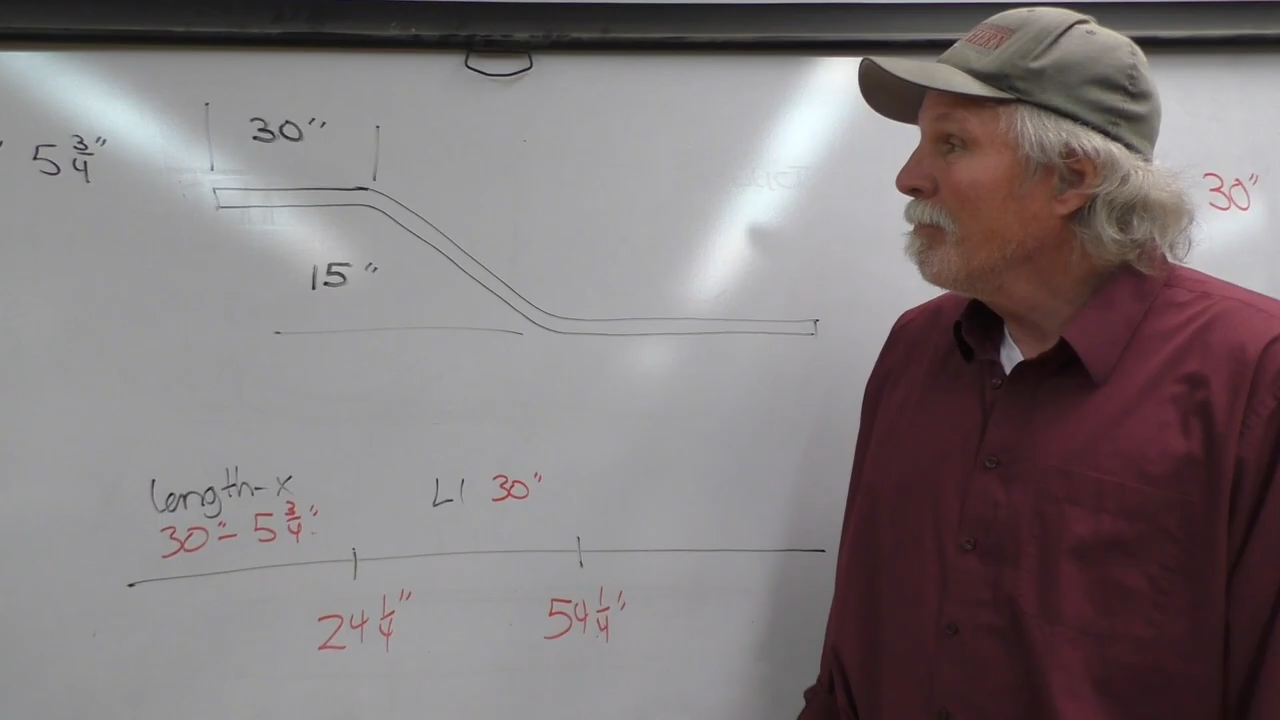 30"
5 3/4"
30"
15"
length-x
L1 30"
30"- 5 3/4"
24 1/4"
54 1/4"